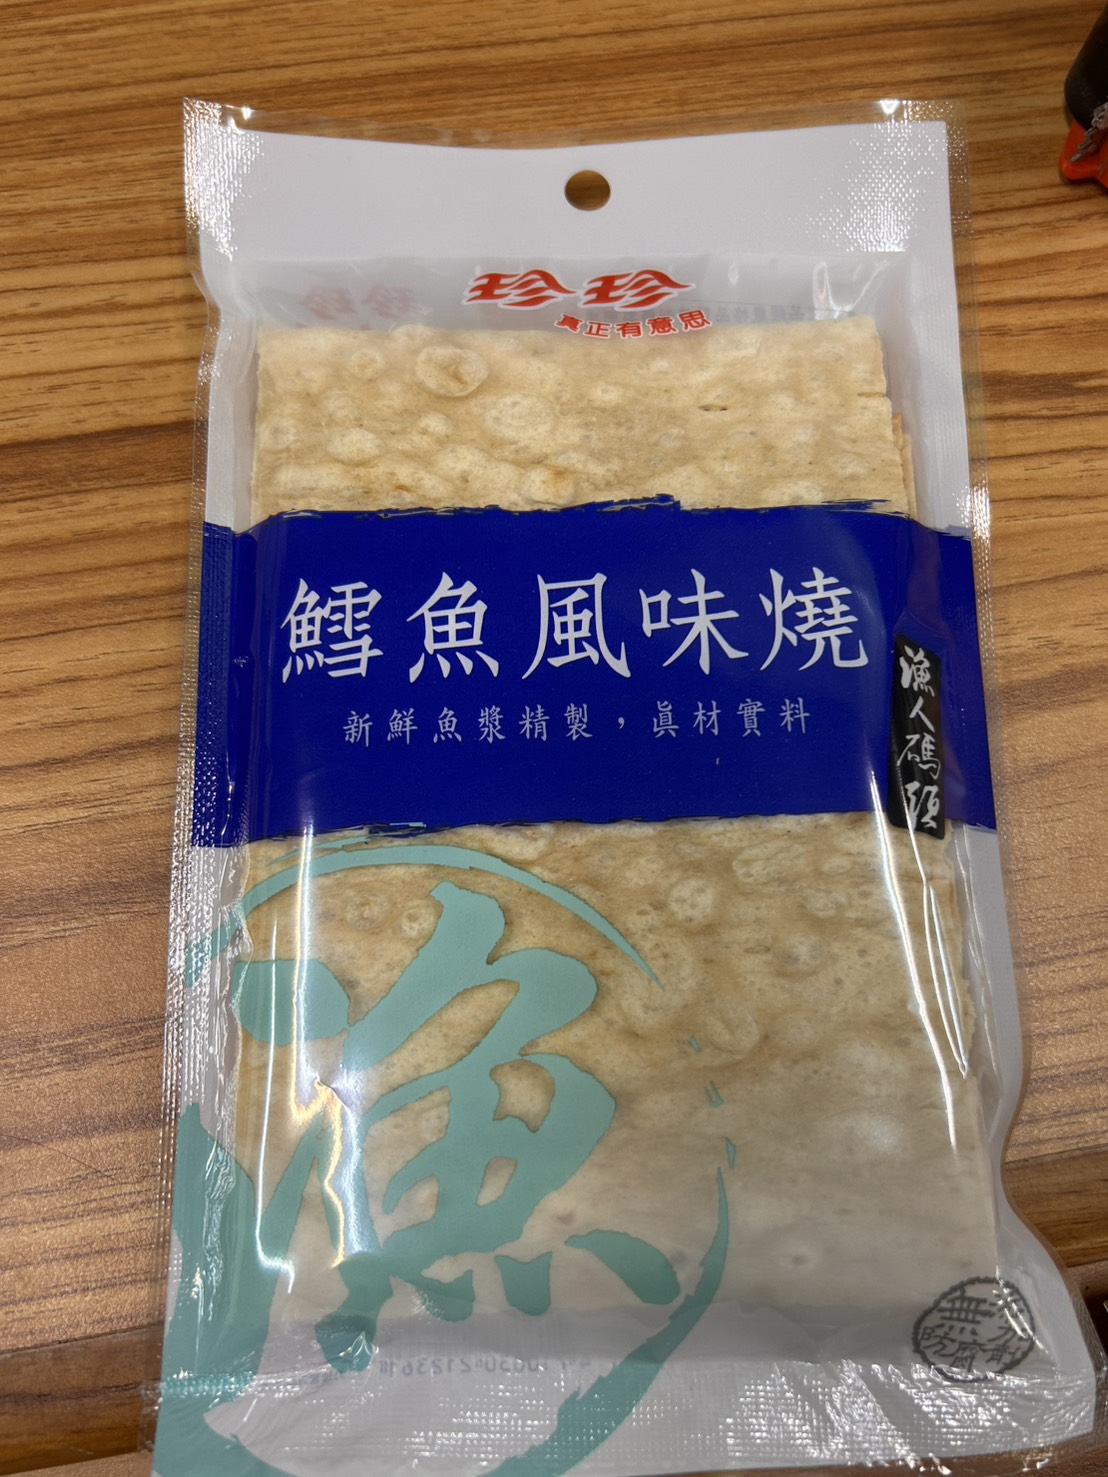 珍珍
真正有意思
鱈魚風味燒
新鮮魚漿精製，真材實料
漁人碼頭
漁
無
防腐劑